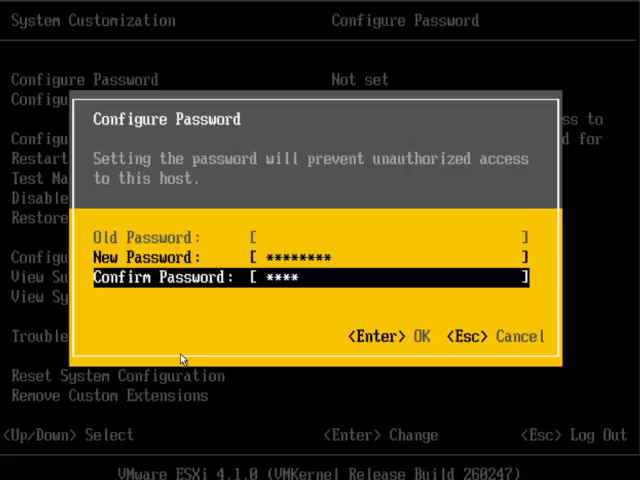 System Customization Configure Password
Configure Password Not set
Configu
ss to
Configu d for
Restart
Test Ma
Disable
Restore
Configu
View Su
View Sy
Trouble
Configure Password
Setting the password will prevent unauthorized access
to this host.
Old Password: [ ]
New Password: [ ******** ]
Confirm Password: [ **** ]
<Enter> OK <Esc> Cancel
Reset System Configuration
Remove Custom Extensions
<Up/Down> Select <Enter> Change <Esc> Log Out
VMware ESXi 4.1.0 (VMKernel Release Build 260247)